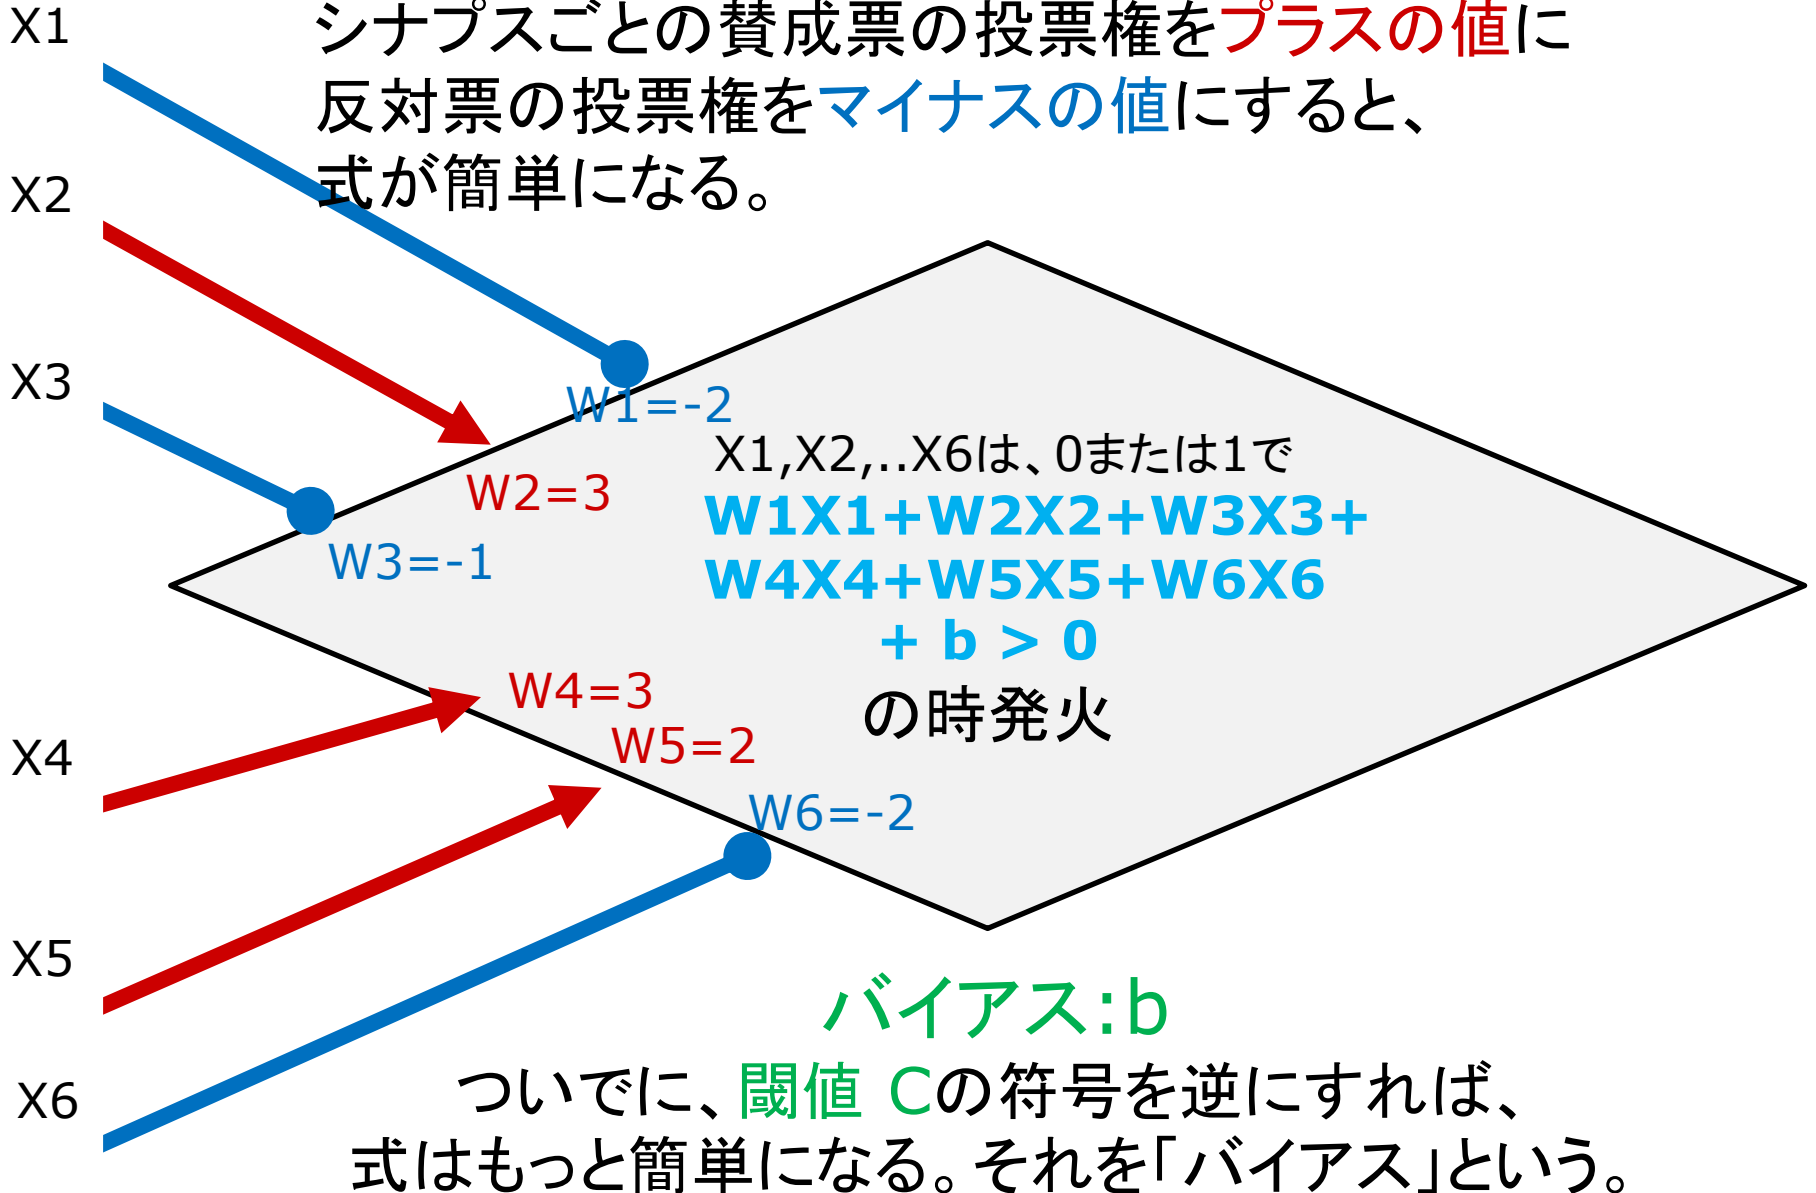 X1
シナプスごとの賛成票の投票権をプラスの値に
反対票の投票権をマイナスの値にすると、
式が簡単になる。
X2
X3
W1=-2
W2=3
W3=-1
X1,X2,..X6は、0または1で
W1X1+W2X2+W3X3+
W4X4+W5X5+W6X6
+ b > 0
の時発火
W4=3
W5=2
W6=-2
X4
X5
X6
バイアス:b
ついでに、閾値 Cの符号を逆にすれば、
式はもっと簡単になる。それを「バイアス」という。